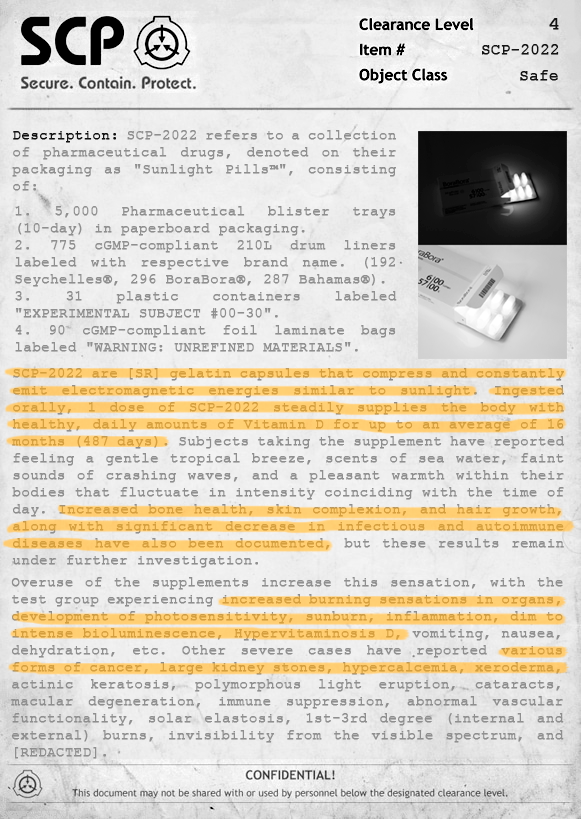 SCP
Secure. Contain. Protect.
Clearance Level 4
Item # SCP-2022
Object Class Safe
Description: SCP-2022 refers to a collection
of pharmaceutical drugs, denoted on their
packaging as "Sunlight Pills™", consisting
of:
1. 5,000 Pharmaceutical blister trays
(10-day) in paperboard packaging.
2. 775 cGMP-compliant 210L drum liners
labeled with respective brand name. (192
Seychelles®, 296 BoraBora®, 287 Bahamas®).
3. 31 plastic containers labeled
"EXPERIMENTAL SUBJECT #00-30".
4. 90 cGMP-compliant foil laminate bags
labeled "WARNING: UNREFINED MATERIALS".
SCP-2022 are [SR] gelatin capsules that compress and constantly
emit electromagnetic energies similar to sunlight. Ingested
orally, 1 dose of SCP-2022 steadily supplies the body with
healthy, daily amounts of Vitamin D for up to an average of 16
months (487 days). Subjects taking the supplement have reported
feeling a gentle tropical breeze, scents of sea water, faint
sounds of crashing waves, and a pleasant warmth within their
bodies that fluctuate in intensity coinciding with the time of
day. Increased bone health, skin complexion, and hair growth,
along with significant decrease in infectious and autoimmune
diseases have also been documented, but these results remain
under further investigation.
Overuse of the supplements increase this sensation, with the
test group experiencing increased burning sensations in organs,
development of photosensitivity, sunburn, inflammation, dim to
intense bioluminescence, Hypervitaminosis D, vomiting, nausea,
dehydration, etc. Other severe cases have reported various
forms of cancer, large kidney stones, hypercalcemia, xeroderma,
actinic keratosis, polymorphous light eruption, cataracts,
macular degeneration, immune suppression, abnormal vascular
functionality, solar elastosis, 1st-3rd degree (internal and
external) burns, invisibility from the visible spectrum, and
[REDACTED].
CONFIDENTIAL!
This document may not be shared with or used by personnel below the designated clearance level.